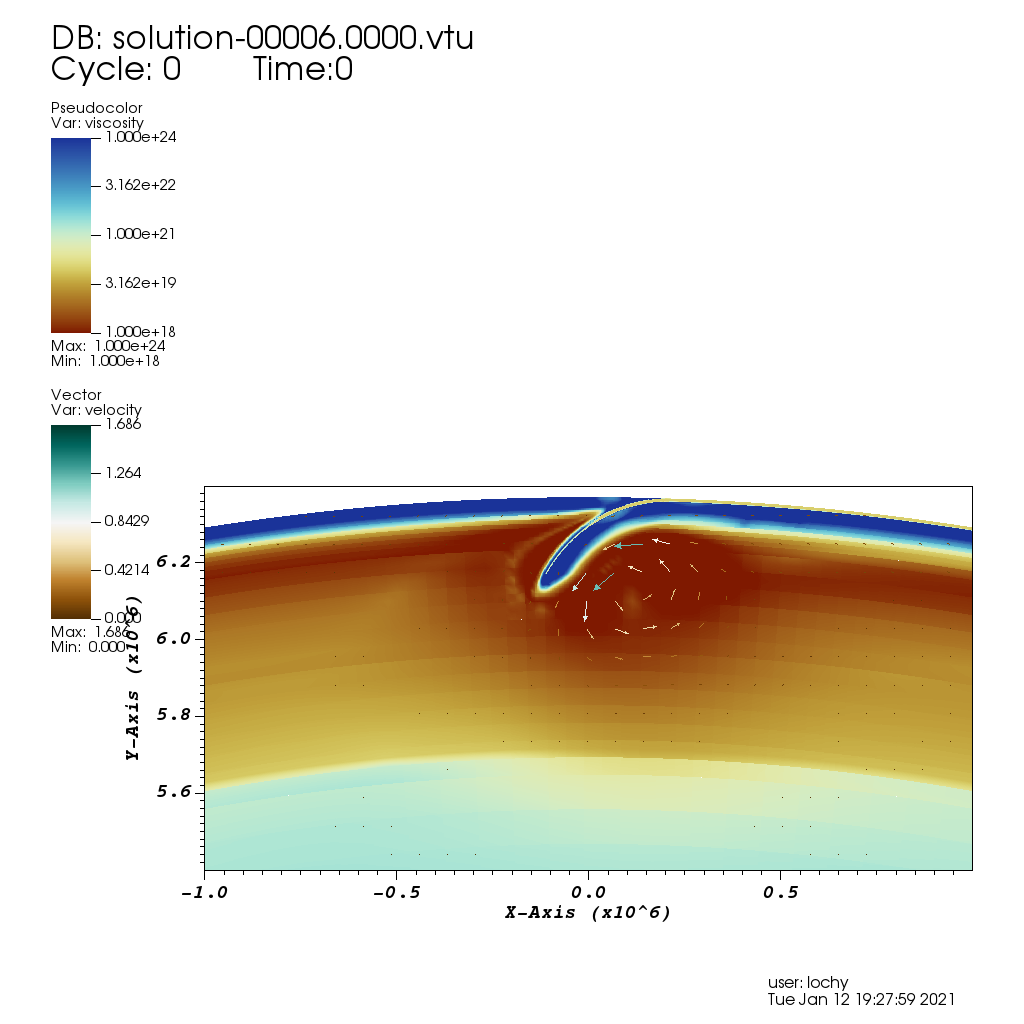 DB: solution-00006.0000.vtu
Cycle: 0 Time:0
Pseudocolor
Var: viscosity
1.000e+24
3.162e+22
1.000e+21
3.162e+19
1.000e+18
Max: 1.000e+24
Min: 1.000e+18
Vector
Var: velocity
1.686
1.264
0.8429
0.4214
0.000
Max: 1.686
Min: 0.000
Y-Axis (x10^6)
6.2
6.0
5.8
5.6
-1.0 -0.5 0.0 0.5
X-Axis (x10^6)
user: lochy
Tue Jan 12 19:27:59 2021